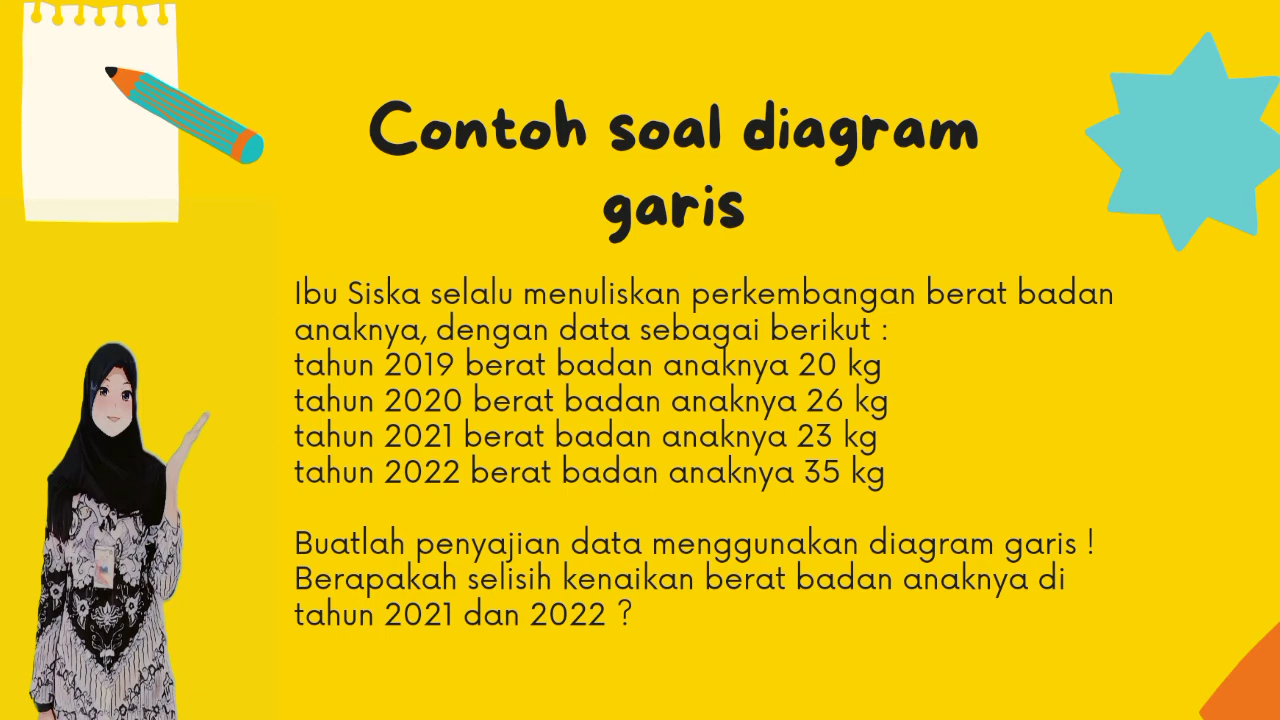 Contoh soal diagram
garis
Ibu Siska selalu menuliskan perkembangan berat badan
anaknya, dengan data sebagai berikut :
tahun 2019 berat badan anaknya 20 kg
tahun 2020 berat badan anaknya 26 kg
tahun 2021 berat badan anaknya 23 kg
tahun 2022 berat badan anaknya 35 kg
Buatlah penyajian data menggunakan diagram garis !
Berapakah selisih kenaikan berat badan anaknya di
tahun 2021 dan 2022 ?